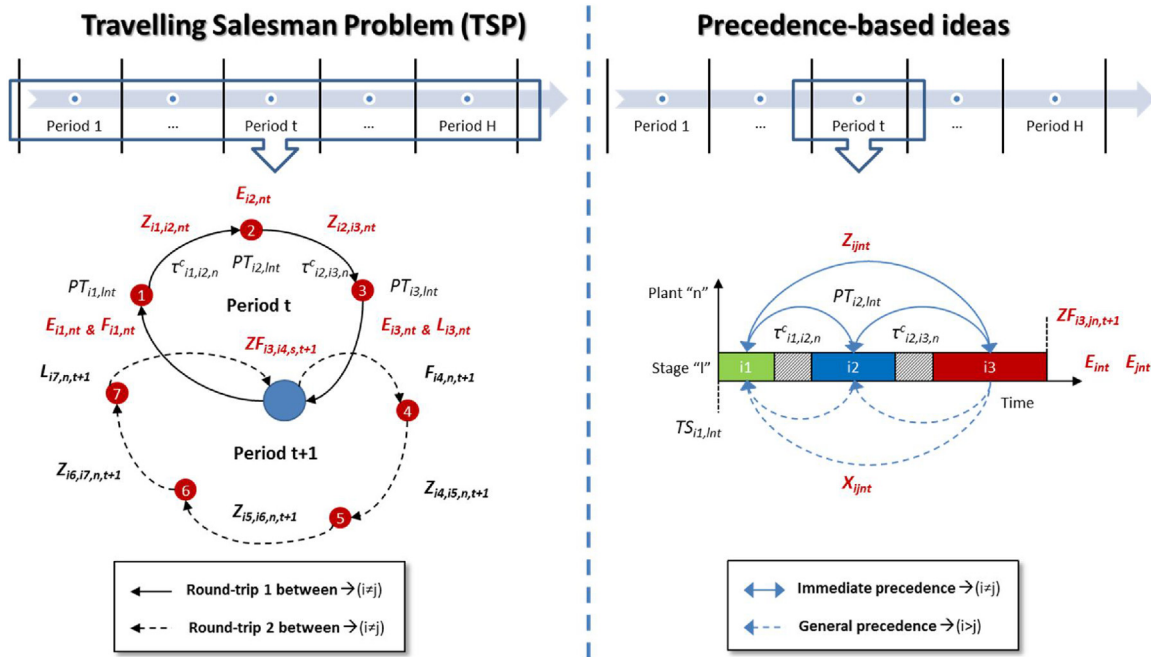 Travelling Salesman Problem (TSP)
Period 1 ... Period t ... Period H
E_{i2,nt}
Z_{i1,i2,nt} Z_{i2,i3,nt}
2
τ^c_{i1,i2,n} PT_{i2,lnt} τ^c_{i2,i3,n}
PT_{i1,lnt} 1 3 PT_{i3,lnt}
Period t
E_{i1,nt} & F_{i1,nt} E_{i3,nt} & L_{i3,nt}
ZF_{i3,i4,s,t+1}
L_{i7,n,t+1} F_{i4,n,t+1}
7 4
Period t+1
Z_{i6,i7,n,t+1} Z_{i4,i5,n,t+1}
6
Z_{i5,i6,n,t+1} 5
Round-trip 1 between →(i≠j)
Round-trip 2 between →(i≠j)
Precedence-based ideas
Period 1 ... Period t ... Period H
Z_{ijnt}
Plant "n" PT_{i2,lnt} ZF_{i3,jn,t+1}
τ^c_{i1,i2,n} τ^c_{i2,i3,n}
Stage "l" i1 i2 i3 E_{int} E_{jnt}
Time
TS_{i1,lnt}
X_{ijnt}
Immediate precedence →(i≠j)
General precedence →(i>j)